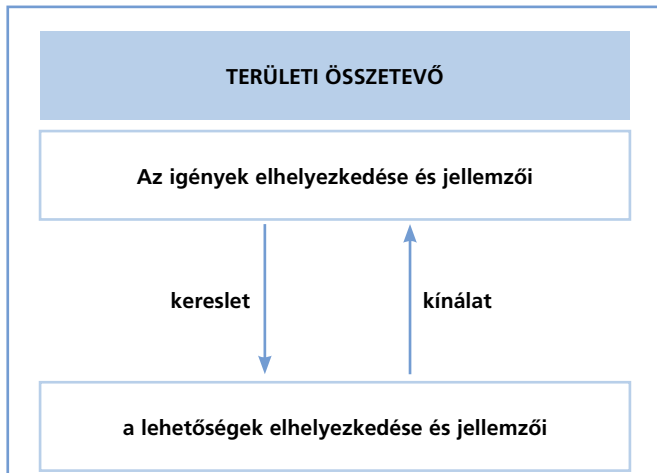 TERÜLETI ÖSSZETEVŐ
Az igények elhelyezkedése és jellemzői
kereslet
kínálat
a lehetőségek elhelyezkedése és jellemzői